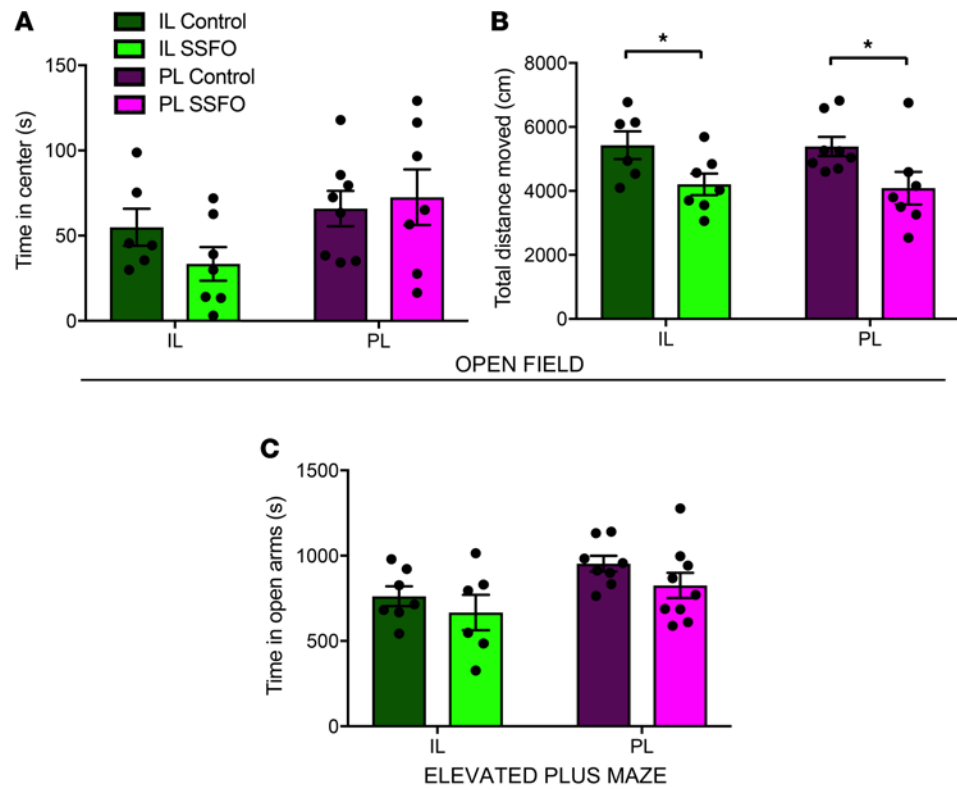 A
IL Control
IL SSFO
PL Control
PL SSFO
Time in center (s)
150
100
50
0
IL
PL
B
*
*
Total distance moved (cm)
8000
6000
4000
2000
0
IL
PL
OPEN FIELD
C
Time in open arms (s)
1500
1000
500
0
IL
PL
ELEVATED PLUS MAZE